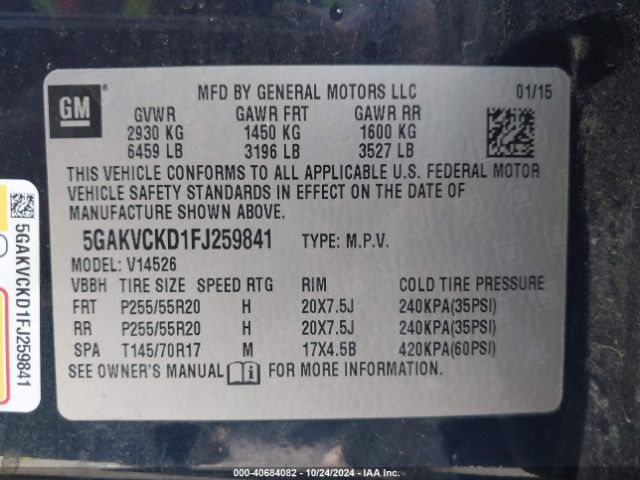 GM®
MFD BY GENERAL MOTORS LLC 01/15
GVWR GAWR FRT GAWR RR
2930 KG 1450 KG 1600 KG
6459 LB 3196 LB 3527 LB
THIS VEHICLE CONFORMS TO ALL APPLICABLE U.S. FEDERAL MOTOR
VEHICLE SAFETY STANDARDS IN EFFECT ON THE DATE OF
MANUFACTURE SHOWN ABOVE.
5GAKVCKD1FJ259841 TYPE: M.P.V.
MODEL: V14526
VBBH TIRE SIZE SPEED RTG RIM COLD TIRE PRESSURE
FRT P255/55R20 H 20X7.5J 240KPA(35PSI)
RR P255/55R20 H 20X7.5J 240KPA(35PSI)
SPA T145/70R17 M 17X4.5B 420KPA(60PSI)
SEE OWNER'S MANUAL FOR MORE INFORMATION.
5GAKVCKD1FJ259841
000-40684082 - 10/24/2024 - IAA Inc.